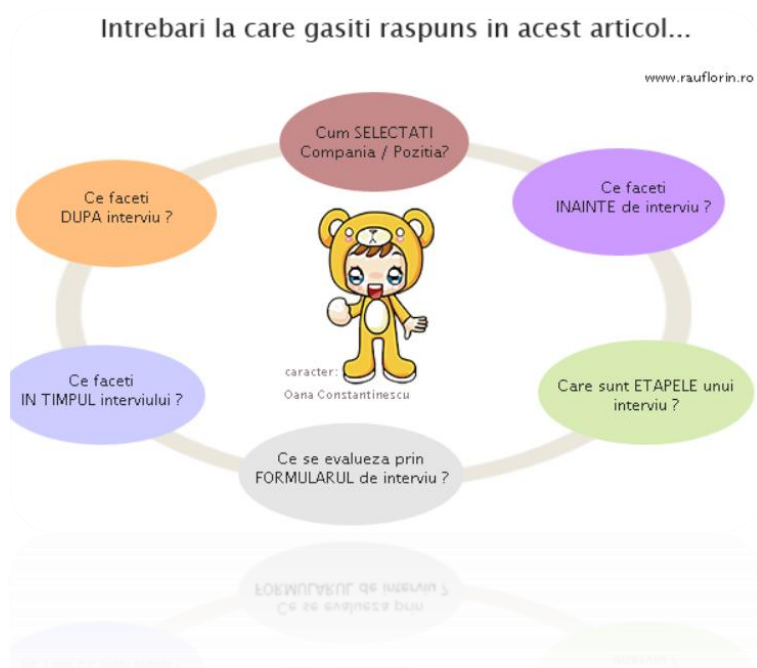 Intrebari la care gasiti raspuns in acest articol...
www.rauflorin.ro
Cum SELECTATI
Compania / Pozitia?
Ce faceti
INAINTE de interviu ?
Care sunt ETAPELE unui
interviu ?
Ce se evalueza prin
FORMULARUL de interviu ?
Ce faceti
IN TIMPUL interviului ?
Ce faceti
DUPA interviu ?
caracter:
Oana Constantinescu